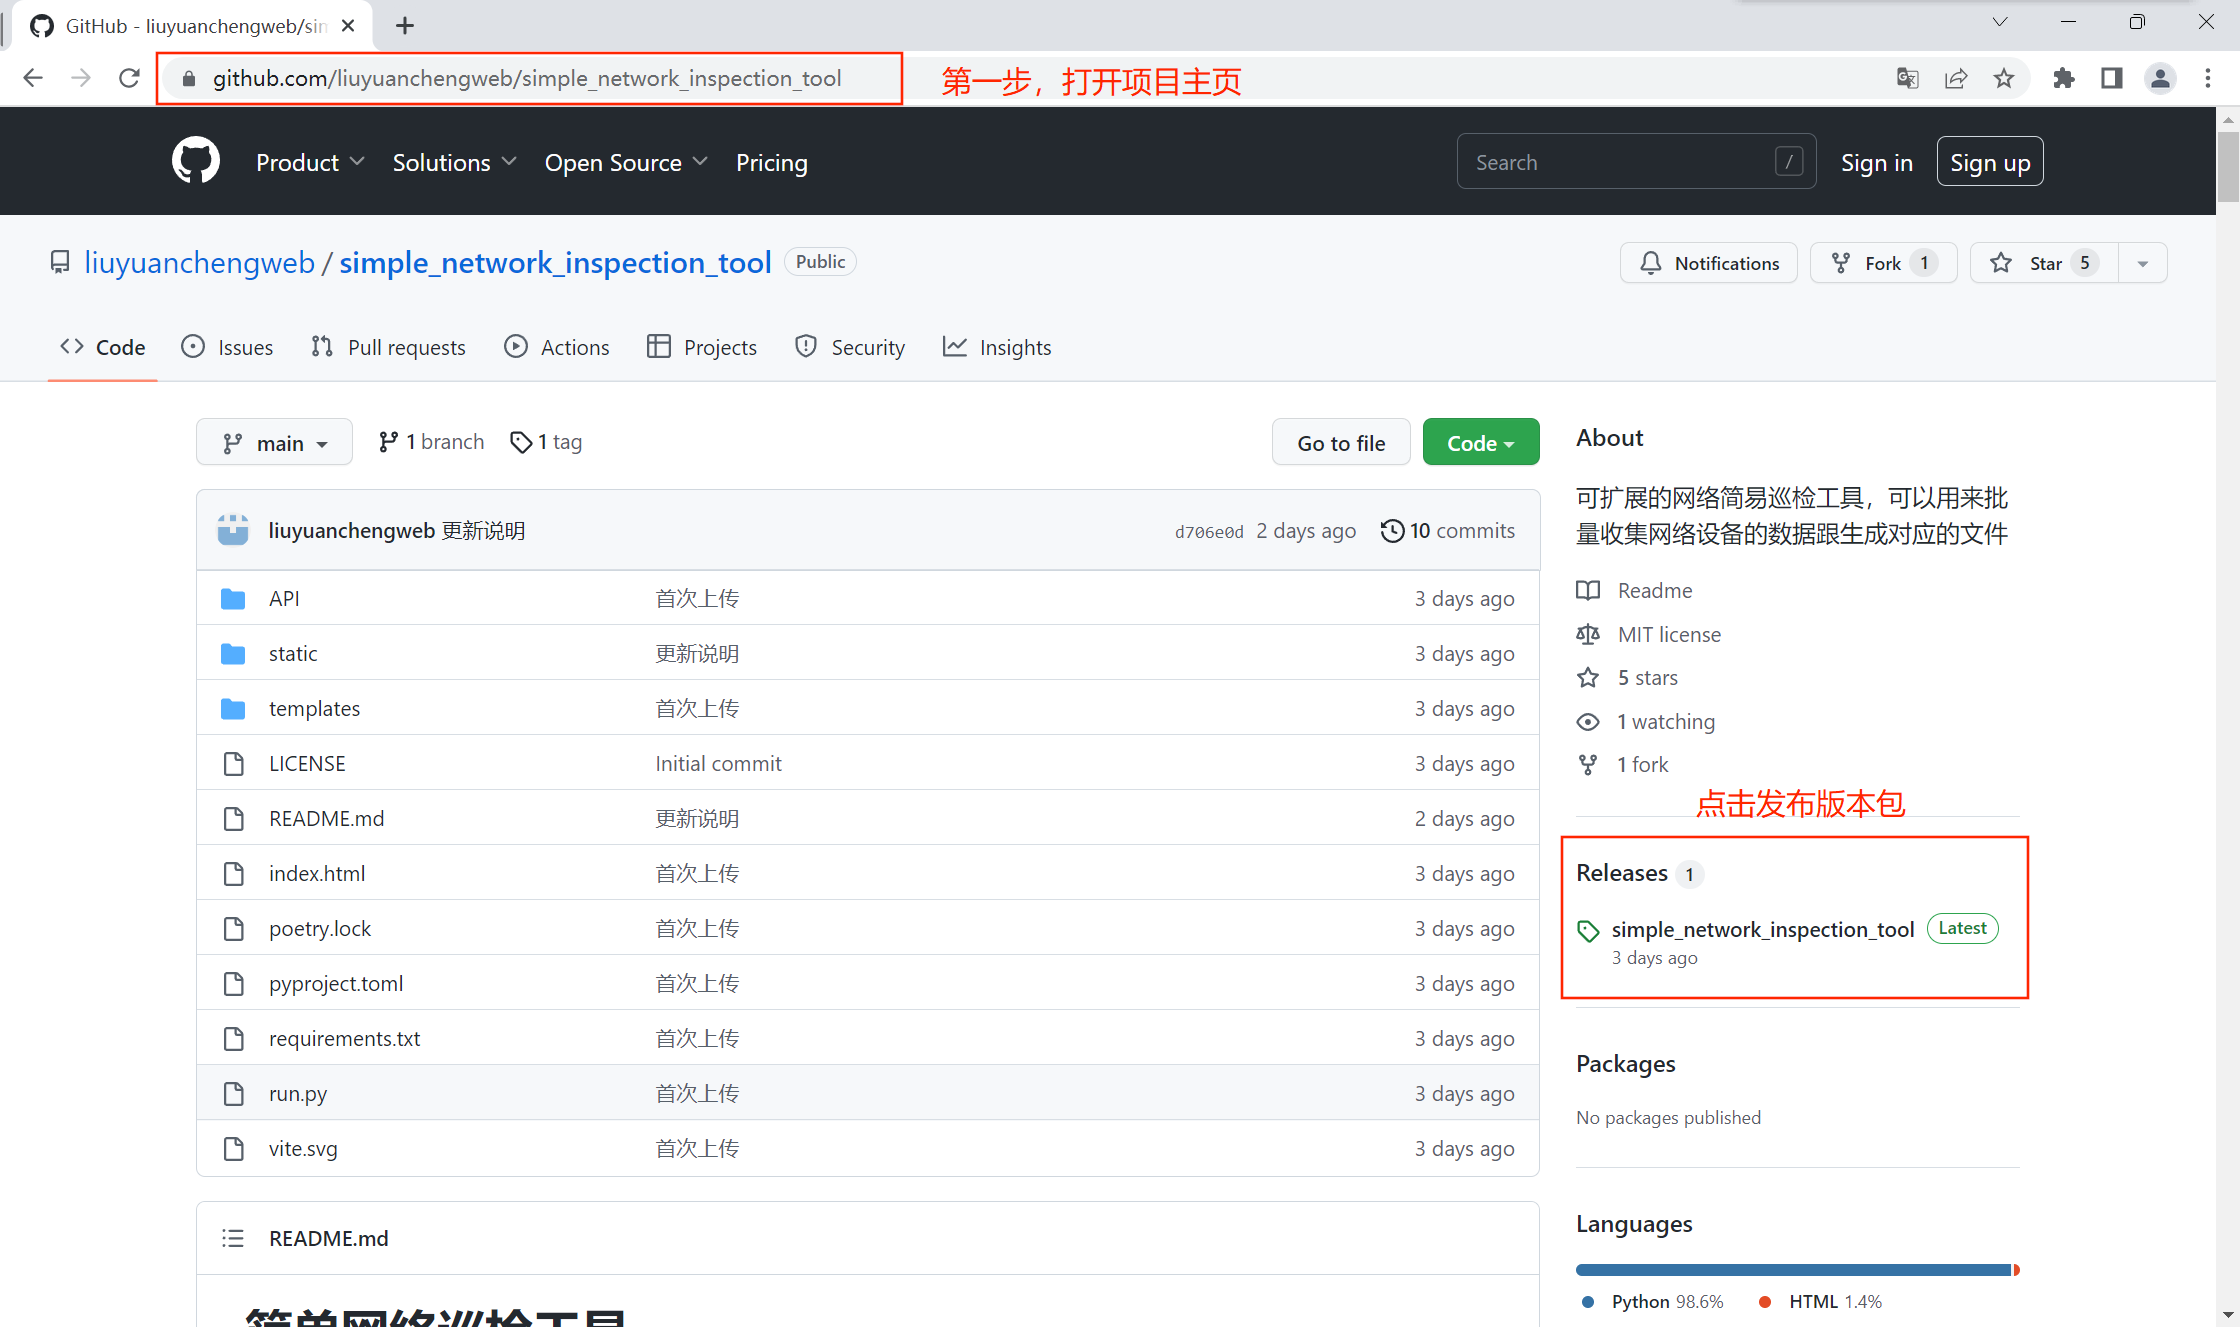 GitHub - liuyuanchengweb/sim
github.com/liuyuanchengweb/simple_network_inspection_tool
第一步，打开项目主页
Product
Solutions
Open Source
Pricing
Search
/
Sign in
Sign up
liuyuanchengweb / simple_network_inspection_tool
Public
Notifications
Fork 1
Star 5
Code
Issues
Pull requests
Actions
Projects
Security
Insights
main
1 branch
1 tag
Go to file
Code
liuyuanchengweb 更新说明
d706e0d 2 days ago
10 commits
API 首次上传 3 days ago
static 更新说明 3 days ago
templates 首次上传 3 days ago
LICENSE Initial commit 3 days ago
README.md 更新说明 2 days ago
index.html 首次上传 3 days ago
poetry.lock 首次上传 3 days ago
pyproject.toml 首次上传 3 days ago
requirements.txt 首次上传 3 days ago
run.py 首次上传 3 days ago
vite.svg 首次上传 3 days ago
README.md
简单网络巡检工具
About
可扩展的网络简易巡检工具，可以用来批
量收集网络设备的数据跟生成对应的文件
Readme
MIT license
5 stars
1 watching
1 fork
点击发布版本包
Releases 1
simple_network_inspection_tool Latest
3 days ago
Packages
No packages published
Languages
Python 98.6%
HTML 1.4%